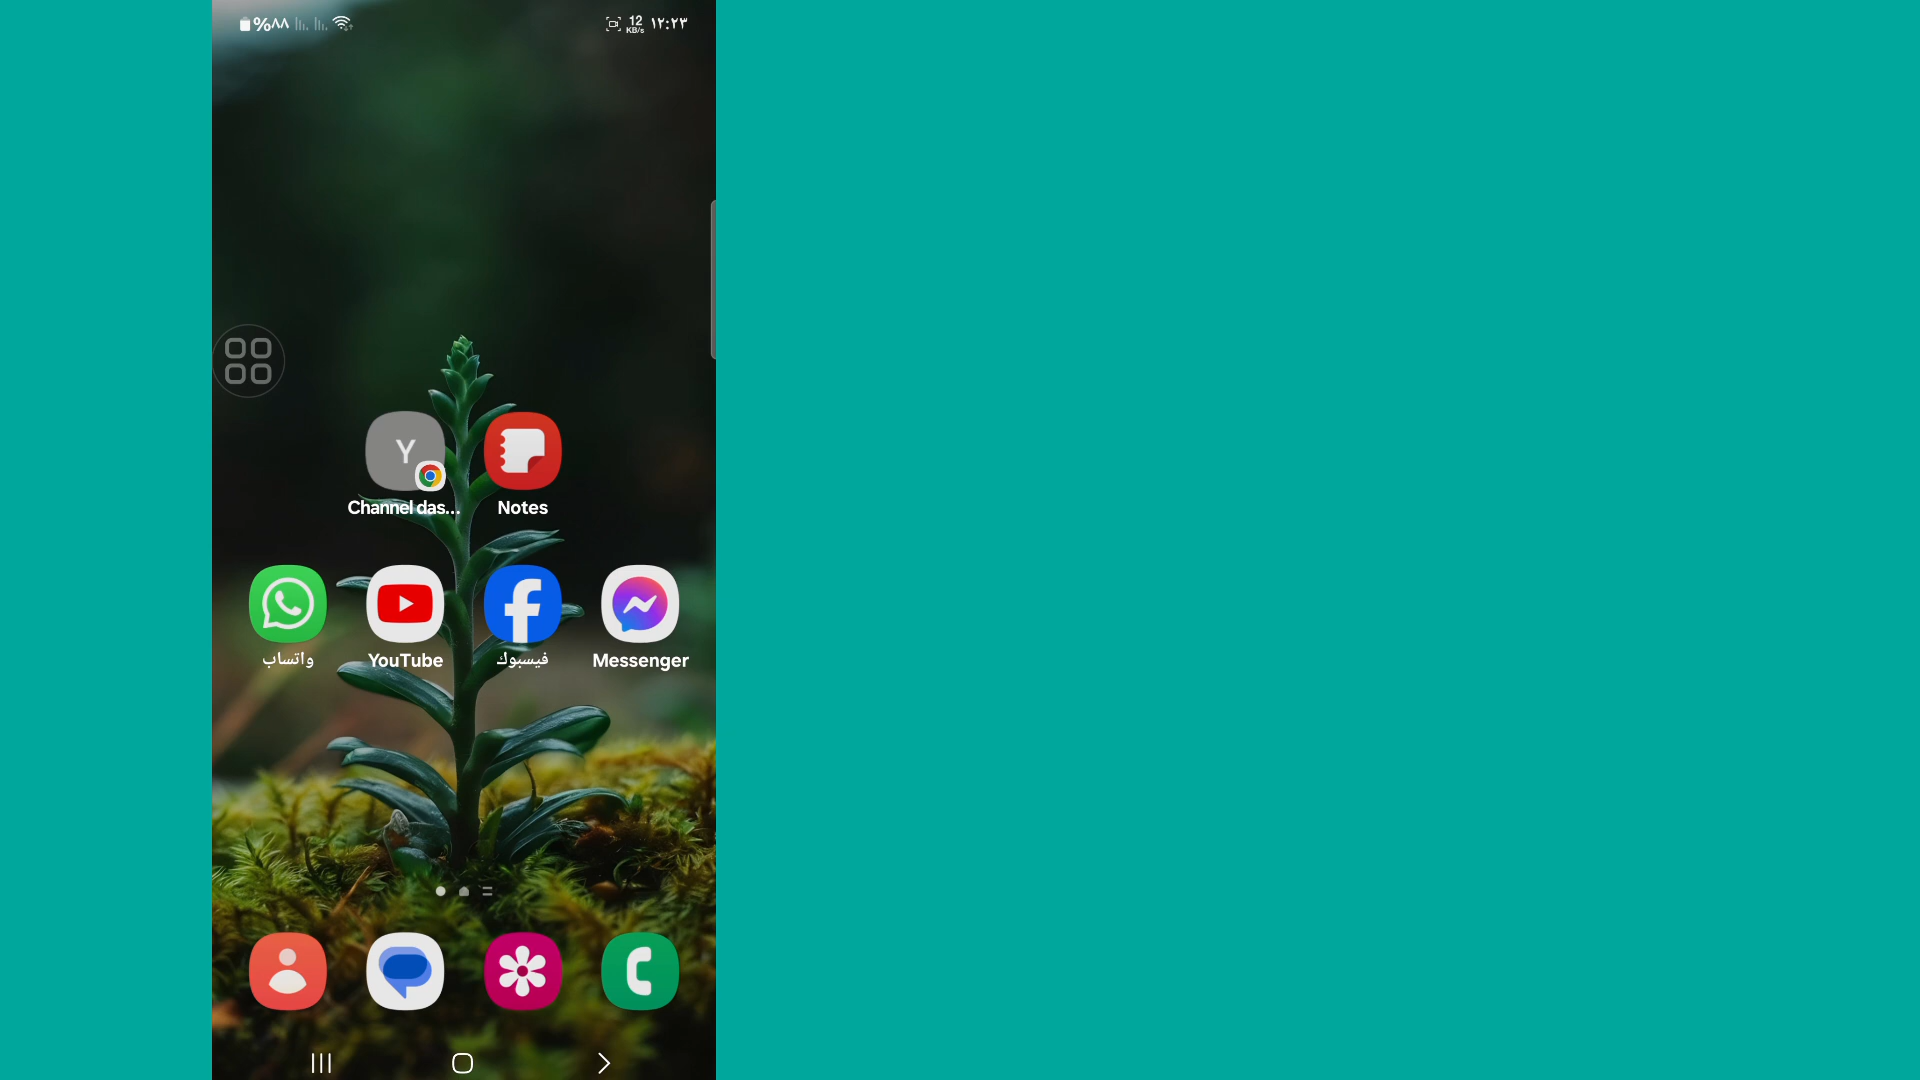 %٨٨
12 KB/s ١٢:٢٣
Y
Channel das...
Notes
واتساب
YouTube
فيسبوك
Messenger